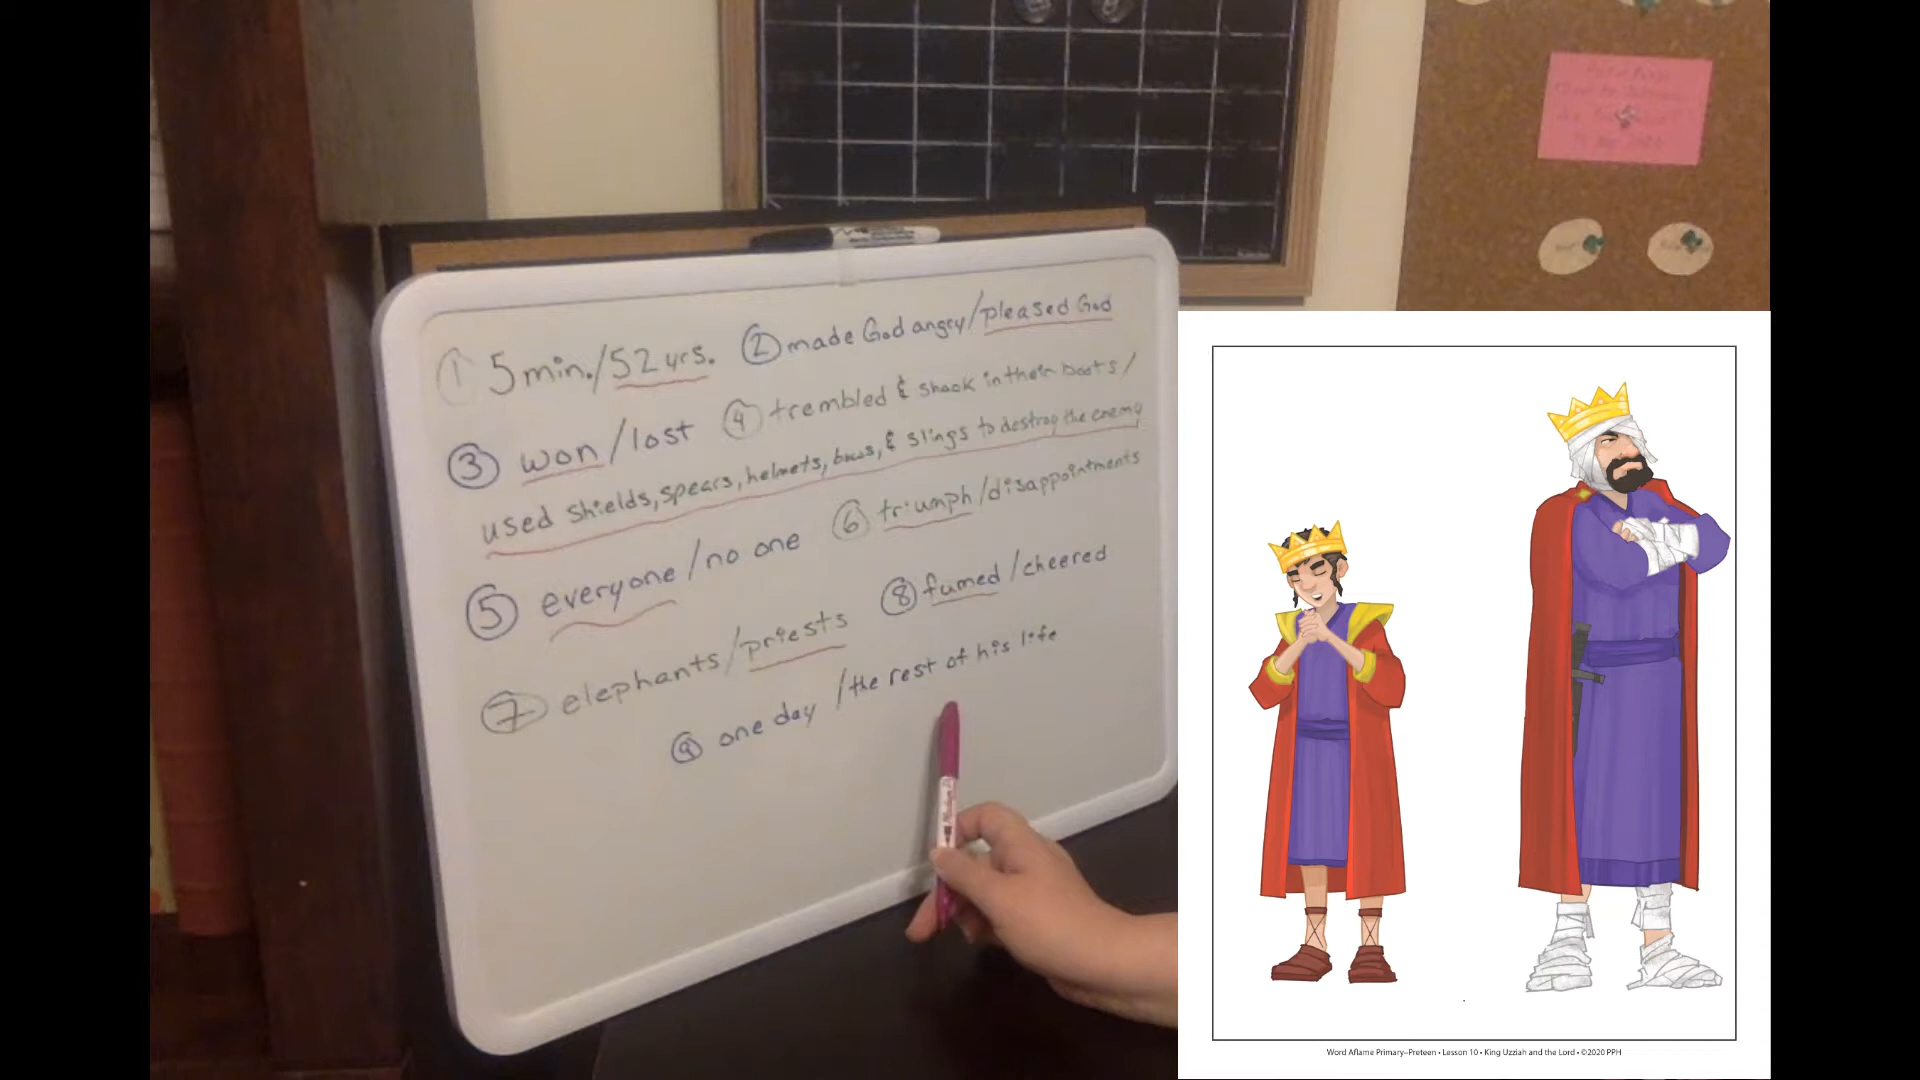 ① 5 min./52 yrs. ② made God angry/pleased God
③ won/lost ④ trembled & shook in their boots/
used shields, spears, helmets, bows, & slings to destroy the enemy
⑤ everyone/no one ⑥ triumph/disappointments
⑦ elephants/priests ⑧ fumed/cheered
⑨ one day/the rest of his life
Word Aflame Primary–Preteen • Lesson 10 • King Uzziah and the Lord • ©2020 PPH